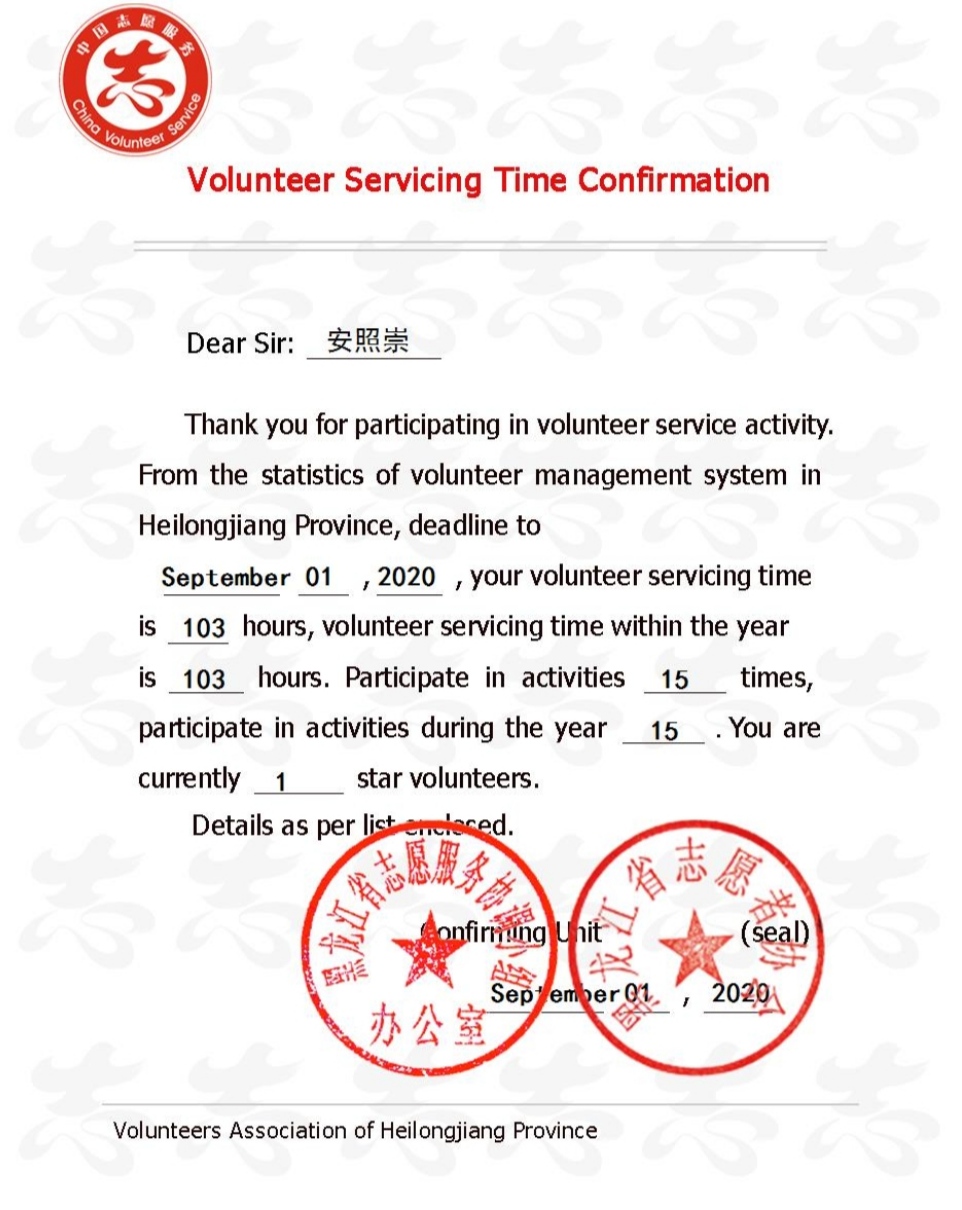 中国志愿服务
China Volunteer Service
Volunteer Servicing Time Confirmation
Dear Sir: 安照崇
Thank you for participating in volunteer service activity.
From the statistics of volunteer management system in
Heilongjiang Province, deadline to
September 01 , 2020 , your volunteer servicing time
is 103 hours, volunteer servicing time within the year
is 103 hours. Participate in activities 15 times,
participate in activities during the year 15 . You are
currently 1 star volunteers.
Details as per list enclosed.
黑龙江省志愿服务协调小组
办公室
黑龙江省志愿者协会
Confirming Unit (seal)
September 01 , 2020
Volunteers Association of Heilongjiang Province